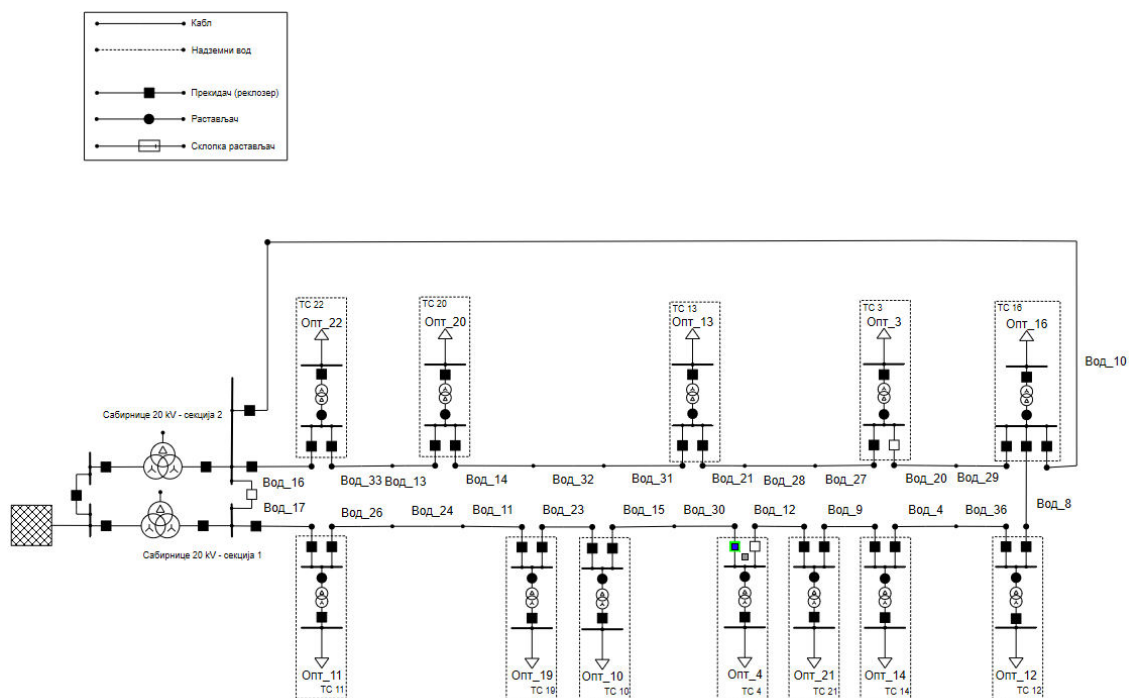 Кабл
Надземни вод
Прекидач (реклозер)
Растављач
Склопка растављач
ТС 22
Опт_22
ТС 20
Опт_20
ТС 13
Опт_13
ТС 3
Опт_3
ТС 16
Опт_16
Вод_10
Сабирнице 20 kV - секција 2
Вод_16
Вод_33
Вод_13
Вод_14
Вод_32
Вод_31
Вод_21
Вод_28
Вод_27
Вод_20
Вод_29
Вод_17
Вод_26
Вод_24
Вод_11
Вод_23
Вод_15
Вод_30
Вод_12
Вод_9
Вод_4
Вод_36
Вод_8
Сабирнице 20 kV - секција 1
Опт_11
ТС 11
Опт_19
ТС 19
Опт_10
ТС 10
Опт_4
ТС 4
Опт_21
ТС 21
Опт_14
ТС 14
Опт_12
ТС 12